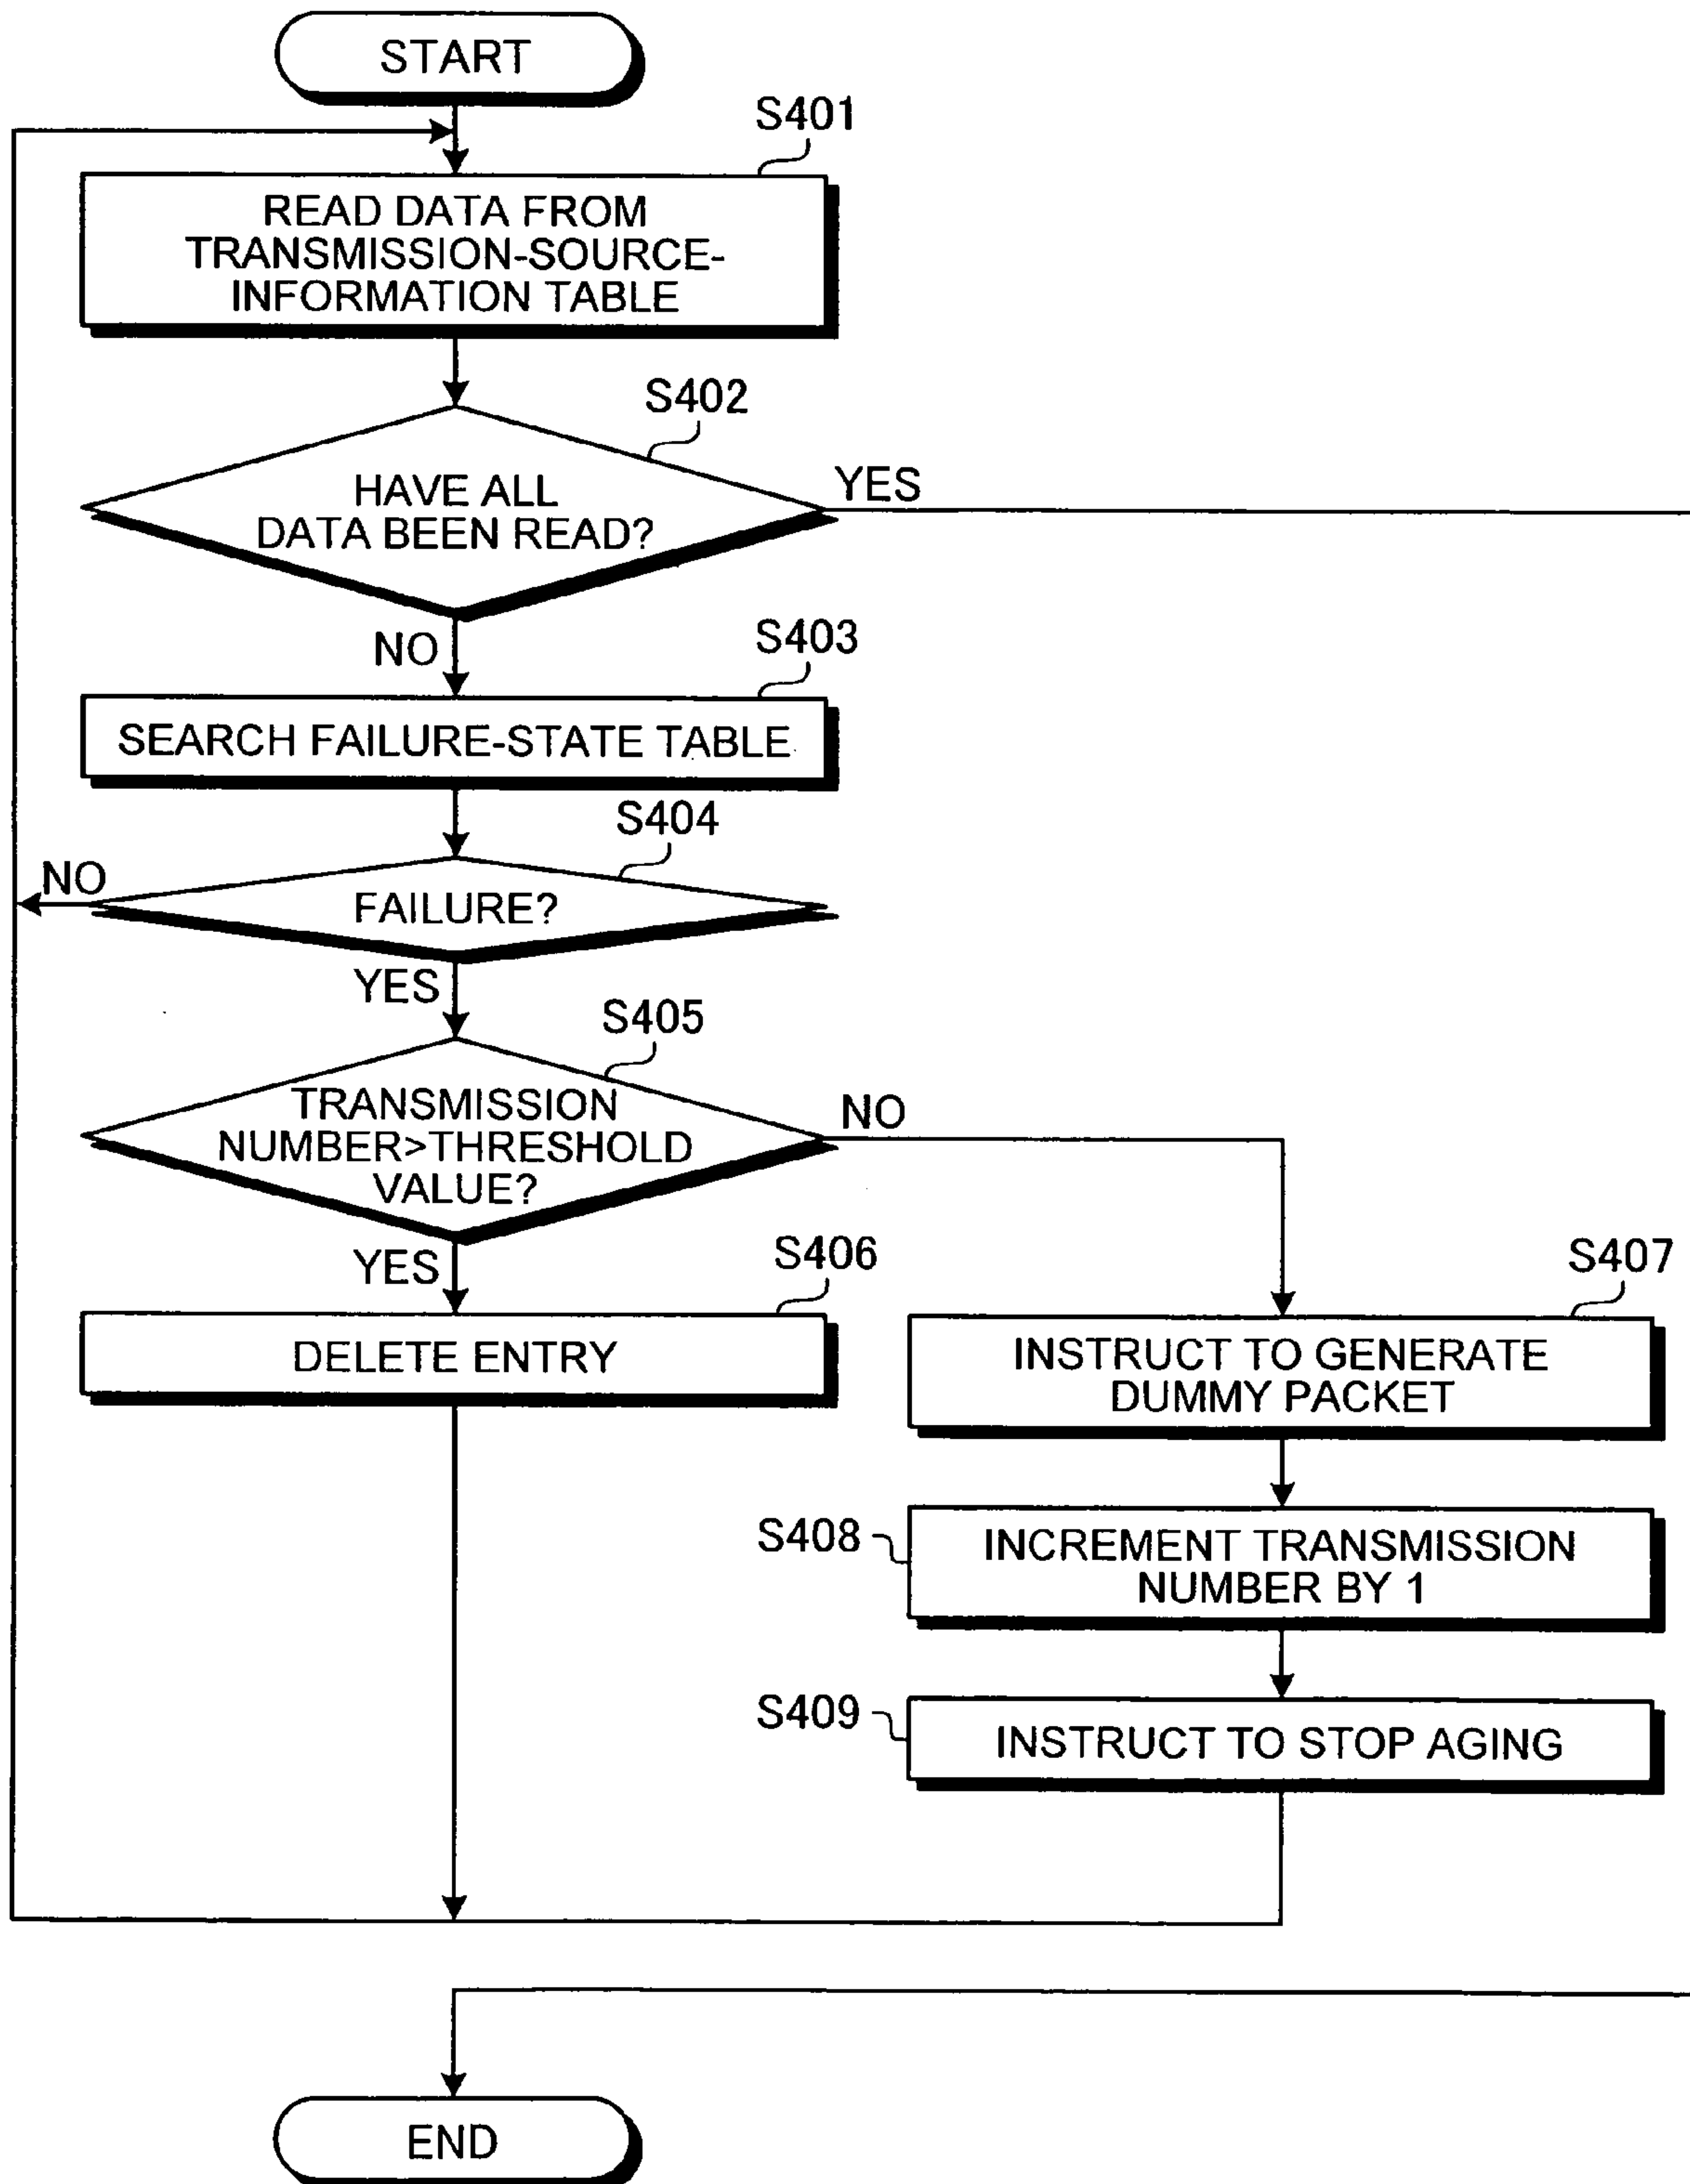 START
S401
READ DATA FROM
TRANSMISSION-SOURCE-
INFORMATION TABLE
S402
HAVE ALL
DATA BEEN READ?
YES
NO
S403
SEARCH FAILURE-STATE TABLE
S404
NO
FAILURE?
YES
S405
TRANSMISSION
NUMBER>THRESHOLD
VALUE?
NO
YES
S406
DELETE ENTRY
S407
INSTRUCT TO GENERATE
DUMMY PACKET
S408
INCREMENT TRANSMISSION
NUMBER BY 1
S409
INSTRUCT TO STOP AGING
END